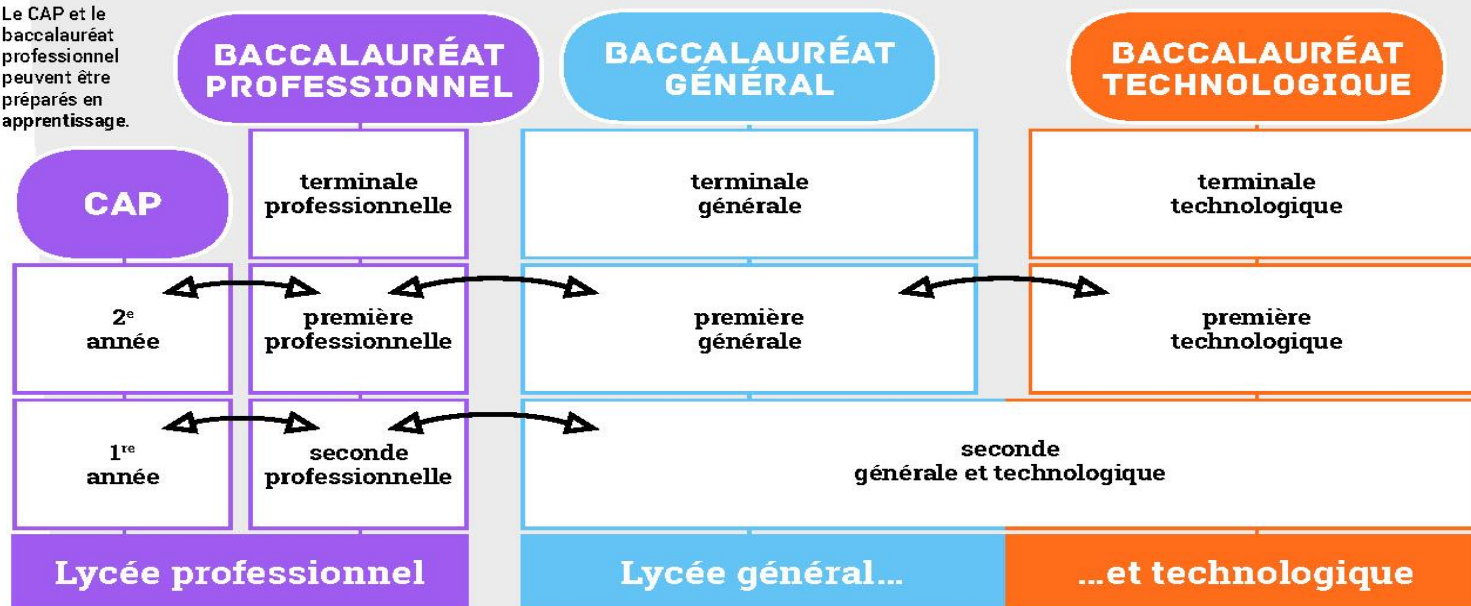 Le CAP et le
baccalauréat
professionnel
peuvent être
préparés en
apprentissage.
BACCALAURÉAT
PROFESSIONNEL
BACCALAURÉAT
GÉNÉRAL
BACCALAURÉAT
TECHNOLOGIQUE
CAP
terminale
professionnelle
terminale
générale
terminale
technologique
2e
année
première
professionnelle
première
générale
première
technologique
1re
année
seconde
professionnelle
seconde
générale et technologique
Lycée professionnel
Lycée général...
...et technologique